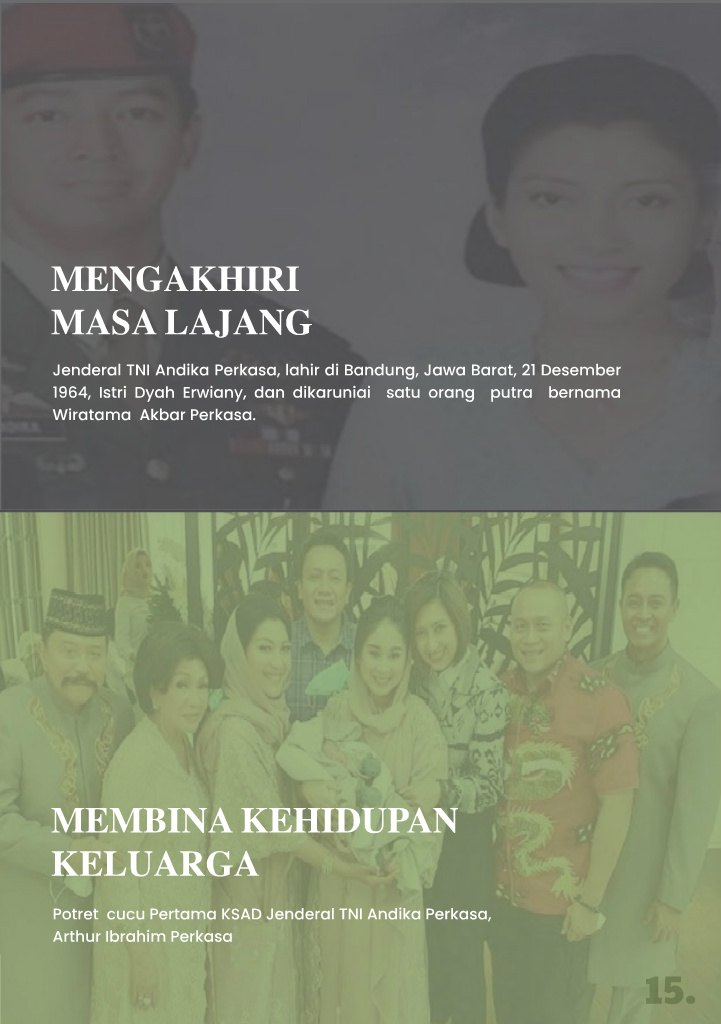 MENGAKHIRI
MASA LAJANG
Jenderal TNI Andika Perkasa, lahir di Bandung, Jawa Barat, 21 Desember
1964, Istri Dyah Erwiany, dan dikaruniai satu orang putra bernama
Wiratama Akbar Perkasa.
MEMBINA KEHIDUPAN
KELUARGA
Potret cucu Pertama KSAD Jenderal TNI Andika Perkasa,
Arthur Ibrahim Perkasa
15.